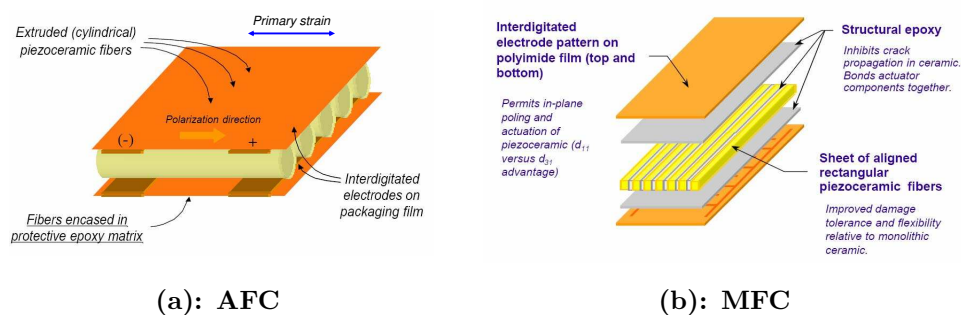 Primary strain
Extruded (cylindrical)
piezoceramic fibers
Polarization direction
(-)
+
Interdigitated
electrodes on
packaging film
Fibers encased in
protective epoxy matrix
(a): AFC
Interdigitated
electrode pattern on
polyimide film (top and
bottom)
Permits in-plane
poling and
actuation of
piezoceramic (d11
versus d31
advantage)
Structural epoxy
Inhibits crack
propagation in ceramic.
Bonds actuator
components together.
Sheet of aligned
rectangular
piezoceramic fibers
Improved damage
tolerance and flexibility
relative to monolithic
ceramic.
(b): MFC